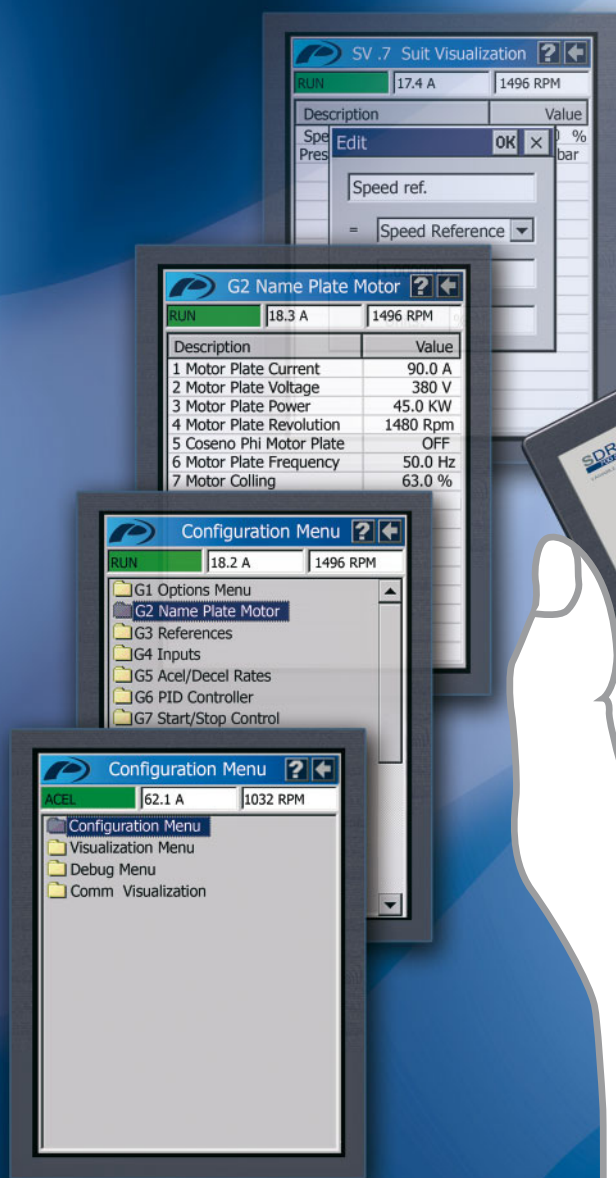 SV .7 Suit Visualization ?
RUN 17.4 A 1496 RPM
Description Value
Spe %
Pres bar
Edit OK ×
Speed ref.
= Speed Reference
G2 Name Plate Motor ?
RUN 18.3 A 1496 RPM
Description Value
1 Motor Plate Current 90.0 A
2 Motor Plate Voltage 380 V
3 Motor Plate Power 45.0 KW
4 Motor Plate Revolution 1480 Rpm
5 Coseno Phi Motor Plate OFF
6 Motor Plate Frequency 50.0 Hz
7 Motor Colling 63.0 %
SDR
Configuration Menu ?
RUN 18.2 A 1496 RPM
G1 Options Menu
G2 Name Plate Motor
G3 References
G4 Inputs
G5 Acel/Decel Rates
G6 PID Controller
G7 Start/Stop Control
Configuration Menu ?
ACEL 62.1 A 1032 RPM
Configuration Menu
Visualization Menu
Debug Menu
Comm Visualization